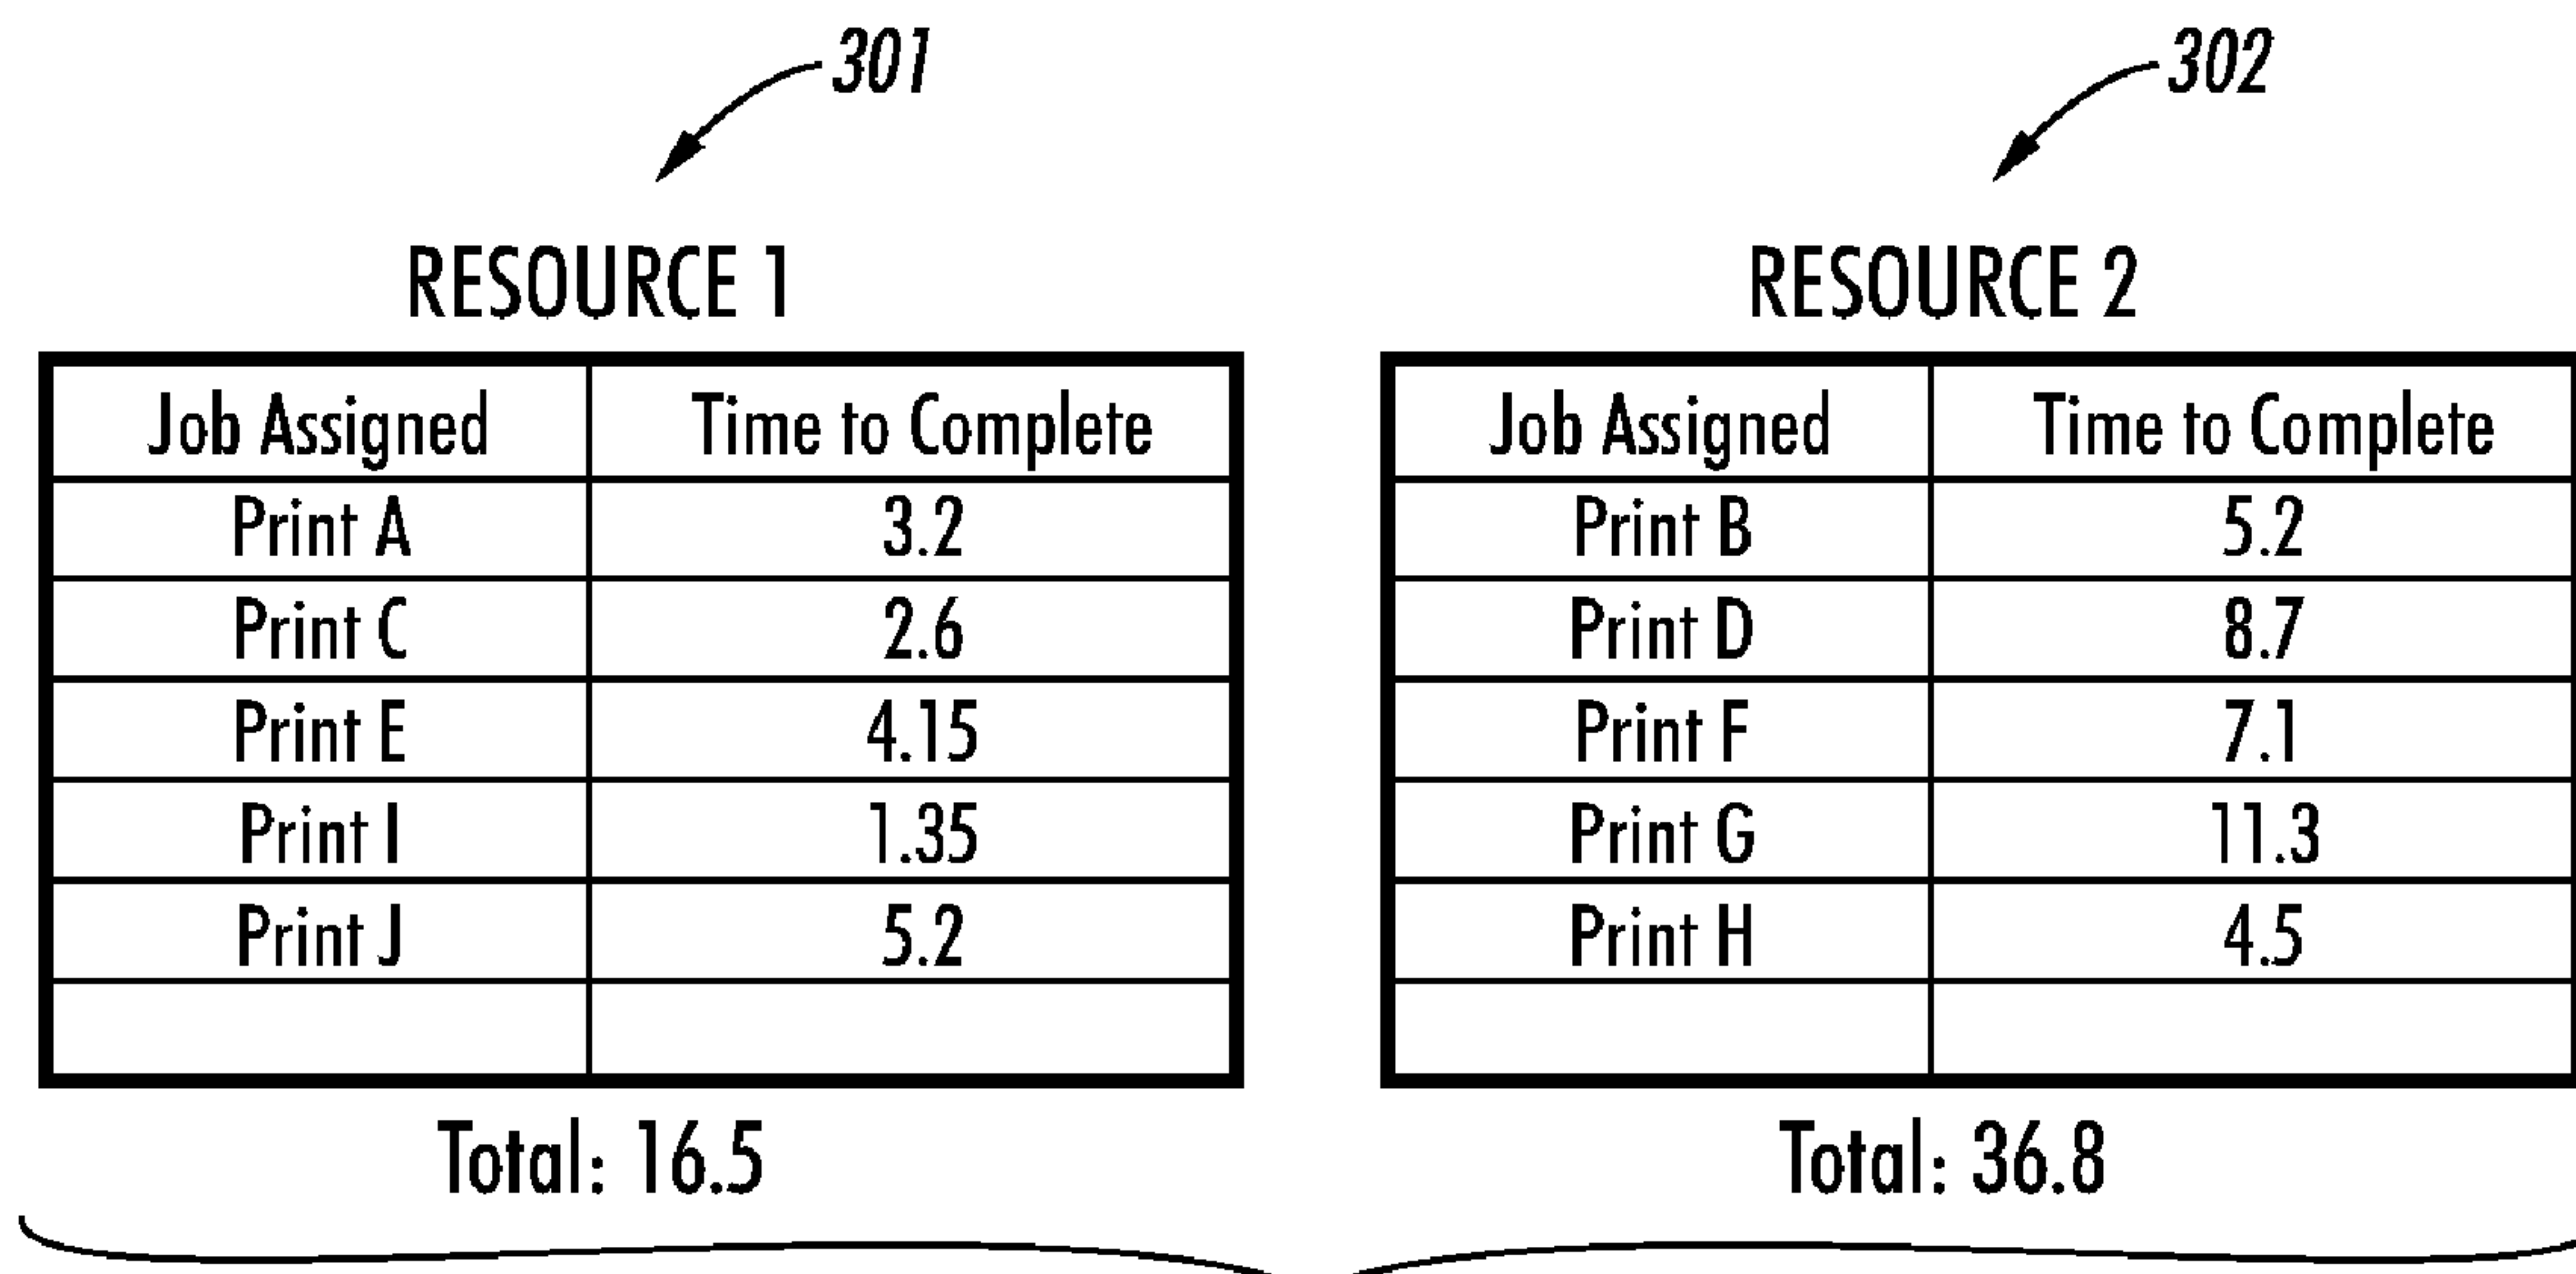 301
302
RESOURCE 1
Job Assigned Time to Complete
Print A 3.2
Print C 2.6
Print E 4.15
Print I 1.35
Print J 5.2
Total: 16.5
RESOURCE 2
Job Assigned Time to Complete
Print B 5.2
Print D 8.7
Print F 7.1
Print G 11.3
Print H 4.5
Total: 36.8